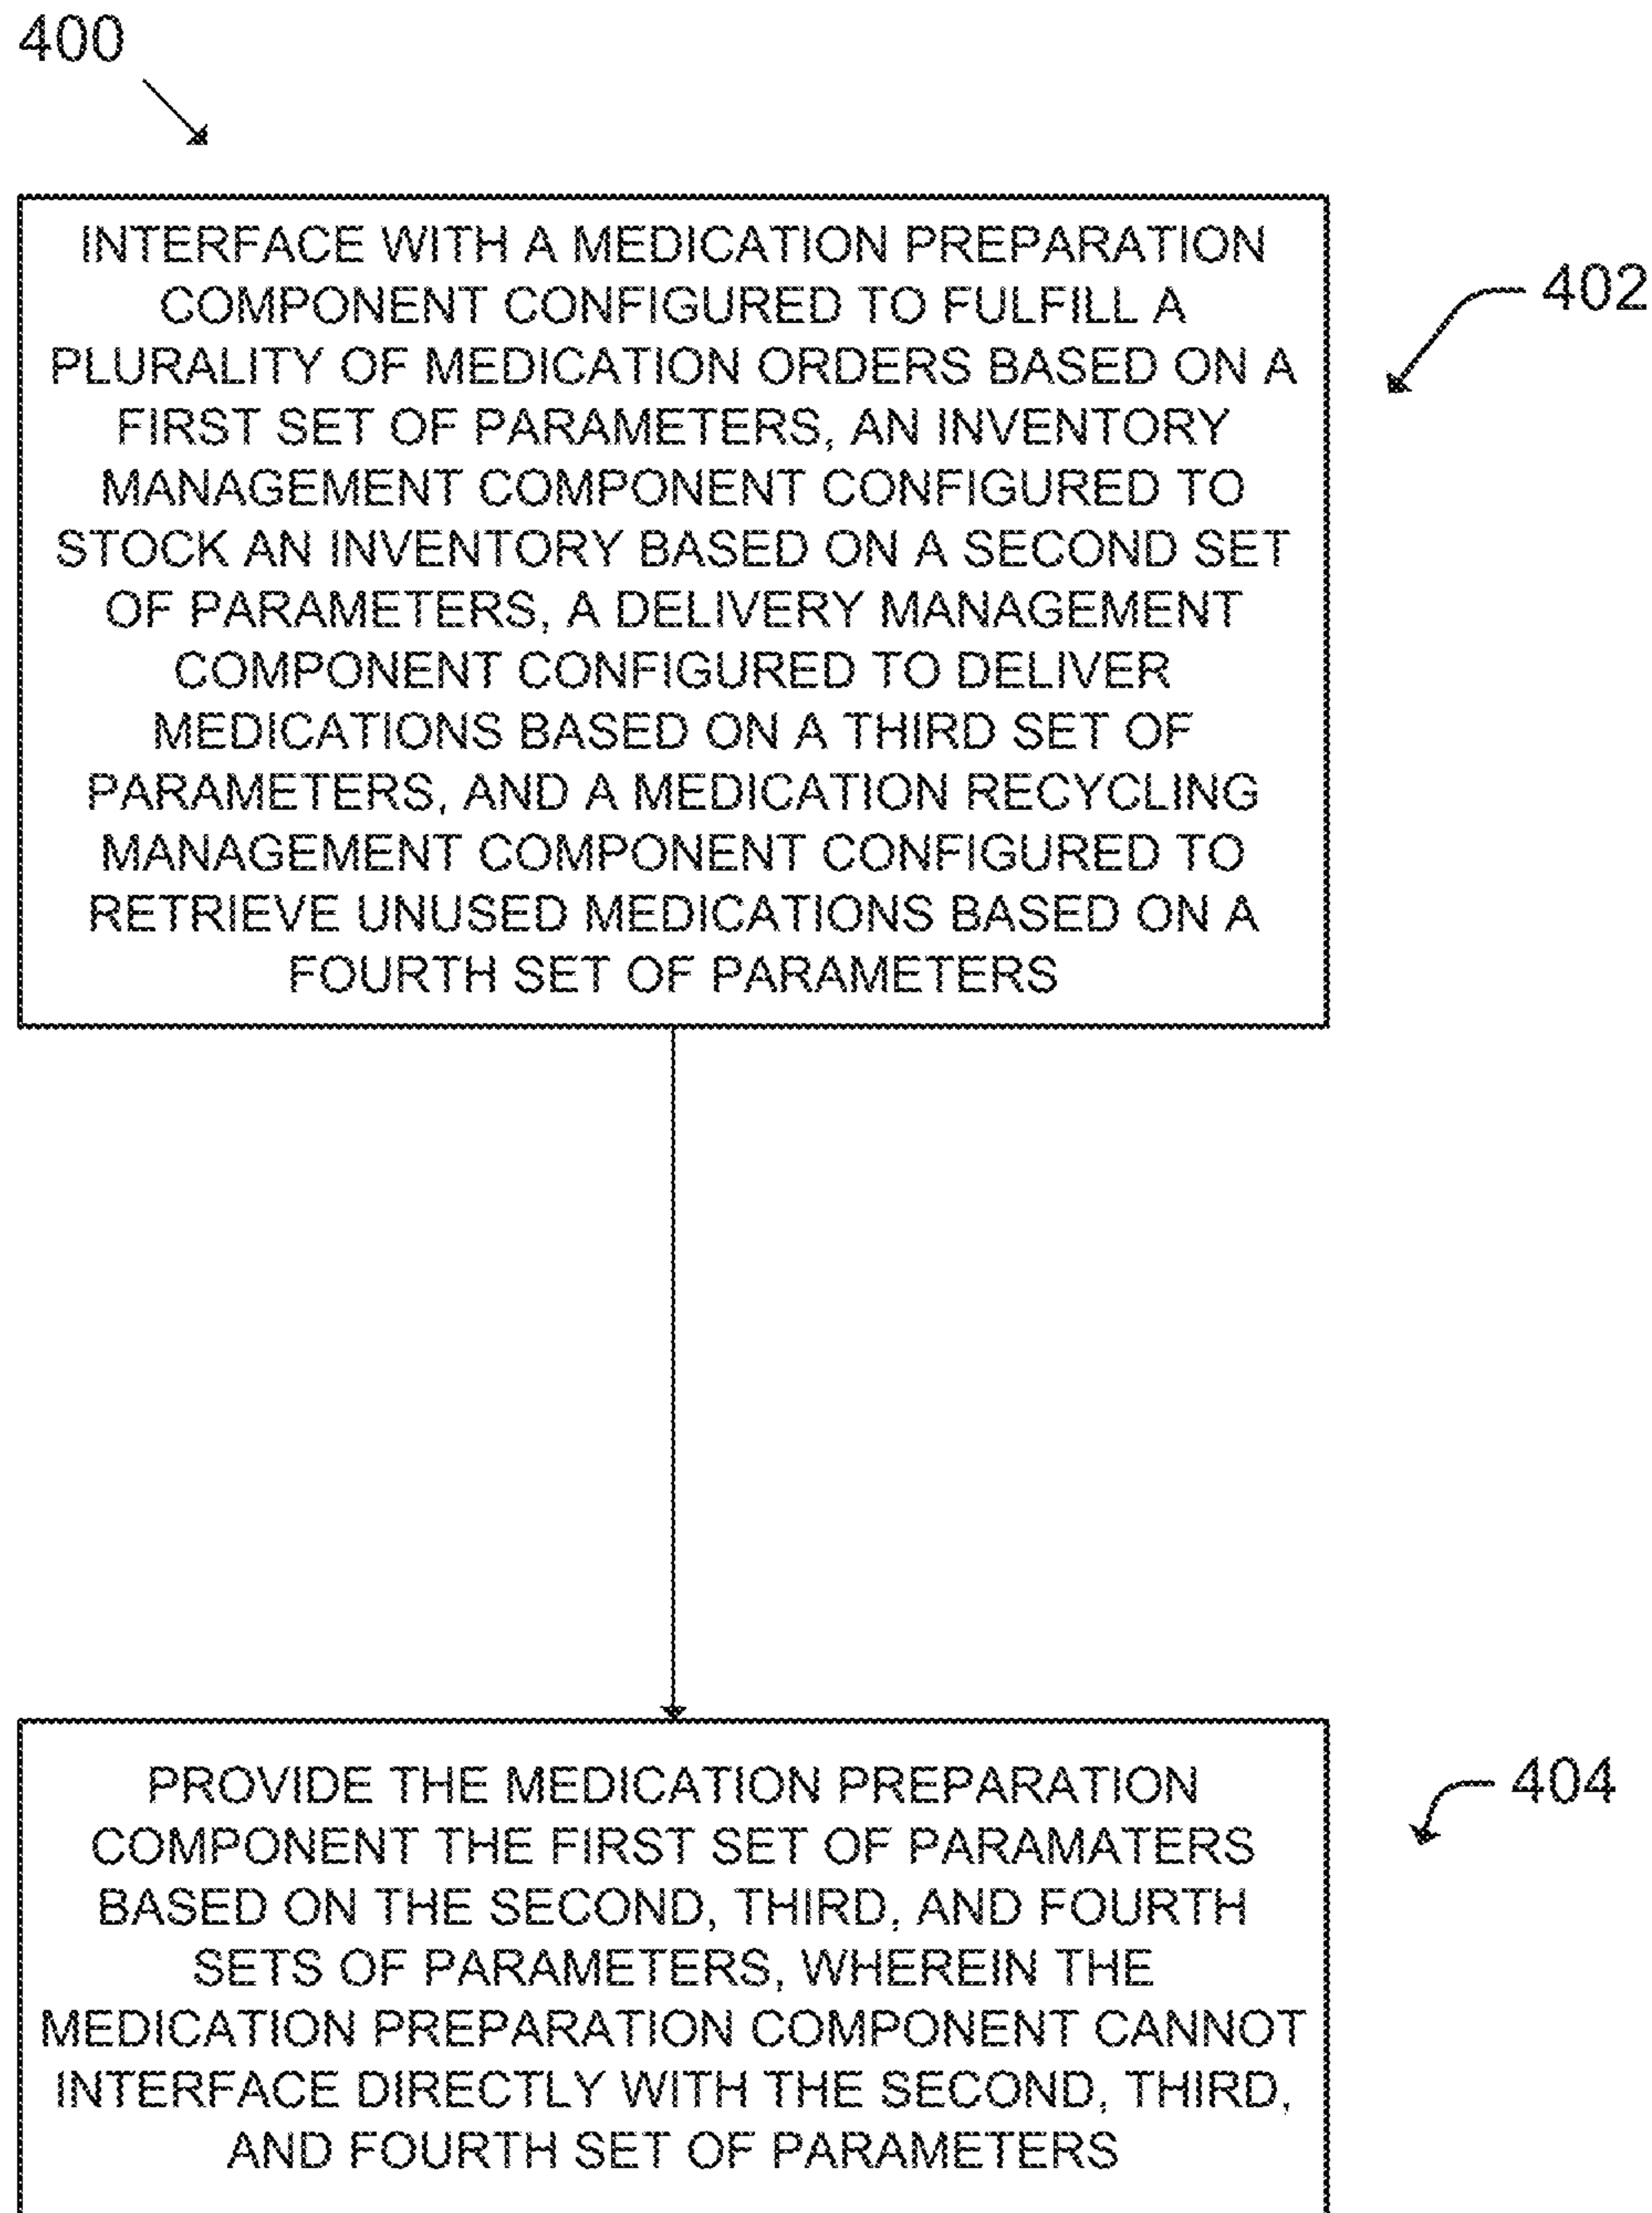 400
INTERFACE WITH A MEDICATION PREPARATION
COMPONENT CONFIGURED TO FULFILL A
PLURALITY OF MEDICATION ORDERS BASED ON A
FIRST SET OF PARAMETERS, AN INVENTORY
MANAGEMENT COMPONENT CONFIGURED TO
STOCK AN INVENTORY BASED ON A SECOND SET
OF PARAMETERS, A DELIVERY MANAGEMENT
COMPONENT CONFIGURED TO DELIVER
MEDICATIONS BASED ON A THIRD SET OF
PARAMETERS, AND A MEDICATION RECYCLING
MANAGEMENT COMPONENT CONFIGURED TO
RETRIEVE UNUSED MEDICATIONS BASED ON A
FOURTH SET OF PARAMETERS
402
PROVIDE THE MEDICATION PREPARATION
COMPONENT THE FIRST SET OF PARAMATERS
BASED ON THE SECOND, THIRD, AND FOURTH
SETS OF PARAMETERS, WHEREIN THE
MEDICATION PREPARATION COMPONENT CANNOT
INTERFACE DIRECTLY WITH THE SECOND, THIRD,
AND FOURTH SET OF PARAMETERS
404